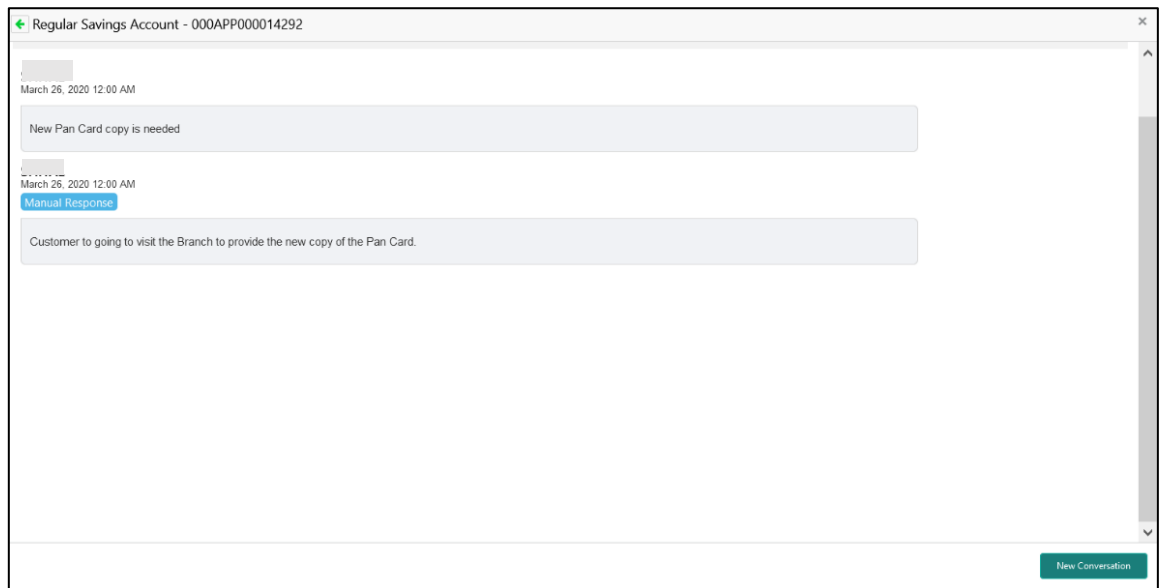 Regular Savings Account - 000APP000014292
March 26, 2020 12:00 AM
New Pan Card copy is needed
March 26, 2020 12:00 AM
Manual Response
Customer to going to visit the Branch to provide the new copy of the Pan Card.
New Conversation